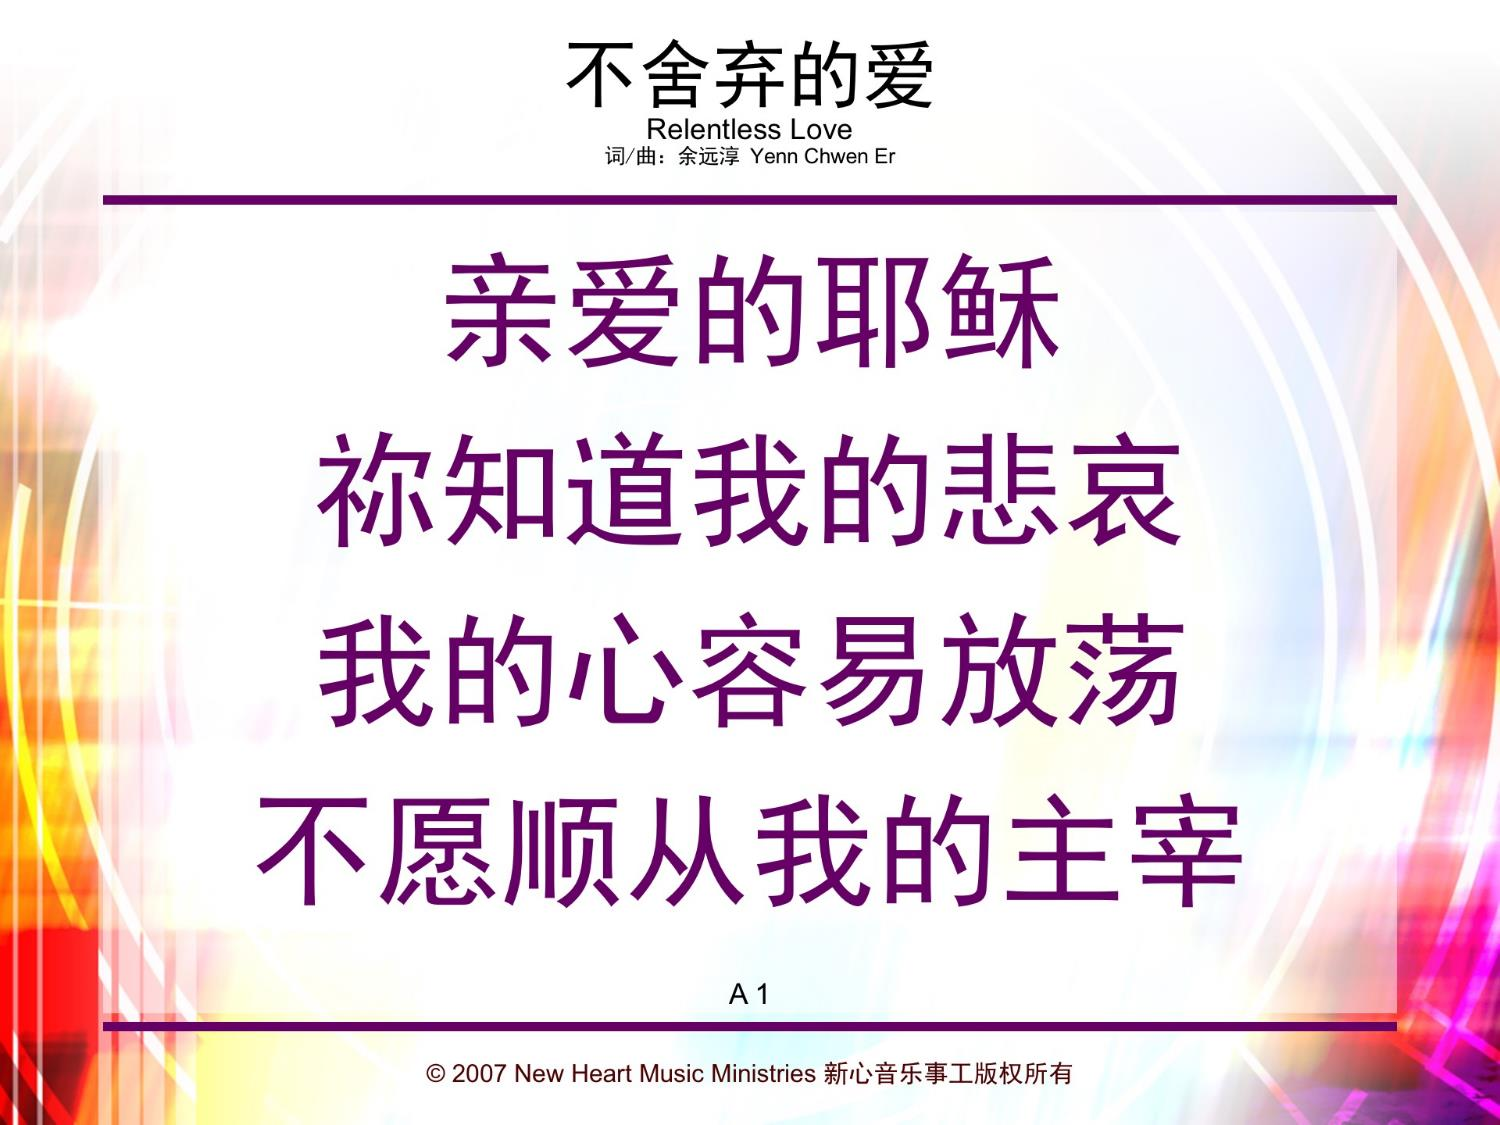 不舍弃的爱
Relentless Love
词/曲：余远淳 Yenn Chwen Er
亲爱的耶稣
祢知道我的悲哀
我的心容易放荡
不愿顺从我的主宰
A 1
© 2007 New Heart Music Ministries 新心音乐事工版权所有